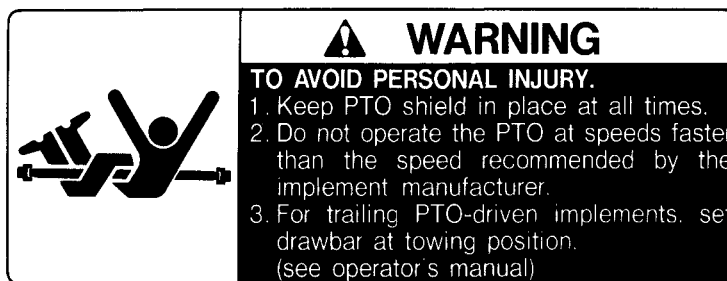 WARNING
TO AVOID PERSONAL INJURY.
1. Keep PTO shield in place at all times.
2. Do not operate the PTO at speeds faster
than the speed recommended by the
implement manufacturer.
3. For trailing PTO-driven implements. set
drawbar at towing position.
(see operator's manual)